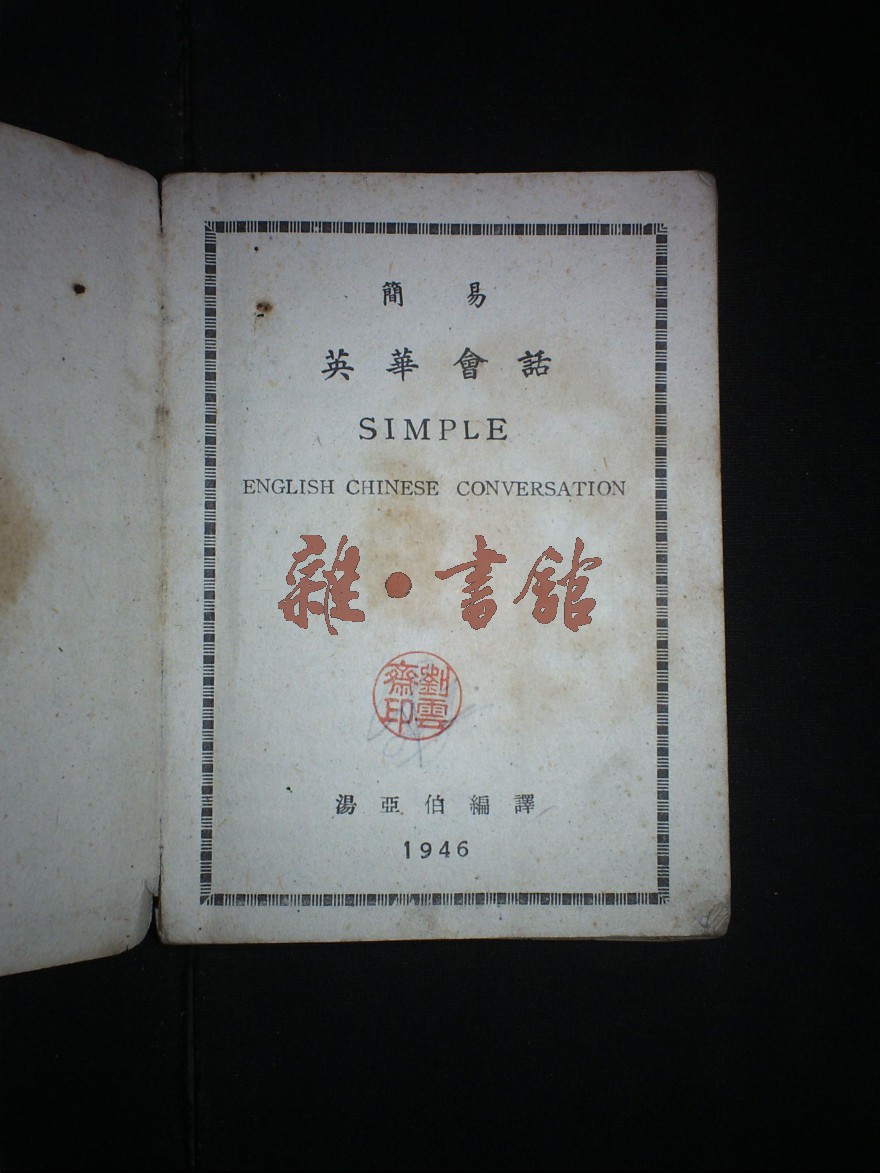 簡易
英華會話
SIMPLE
ENGLISH CHINESE CONVERSATION
雜·書館
劉雲齋印
湯亞伯編譯
1946